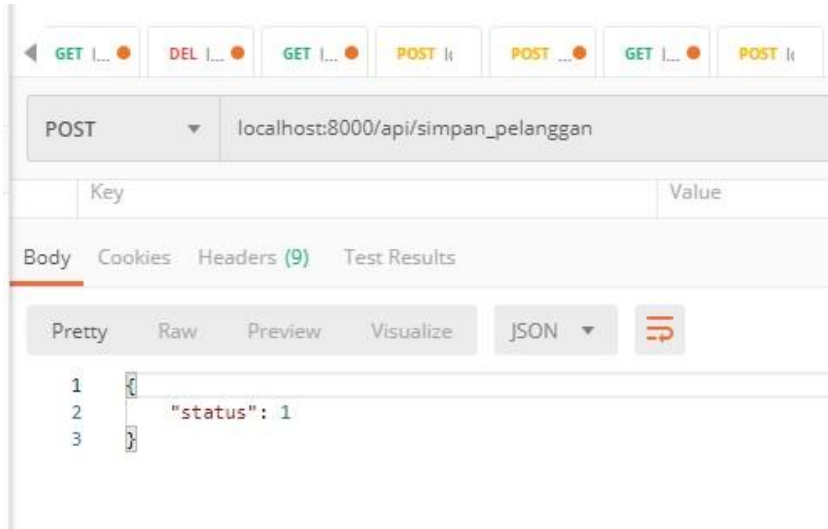 GET l... DEL l... GET l... POST POST ... GET l... POST
POST localhost:8000/api/simpan_pelanggan
Key Value
Body Cookies Headers (9) Test Results
Pretty Raw Preview Visualize JSON
1 {
2 "status": 1
3 }